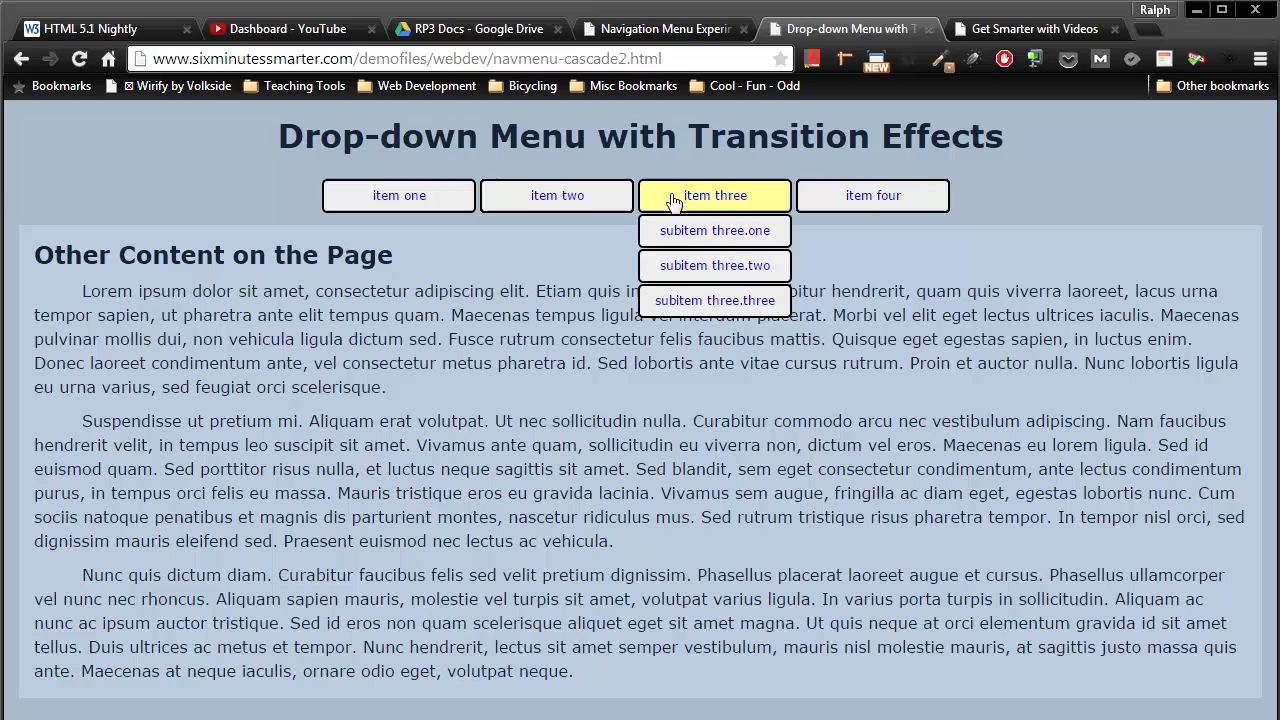 Ralph
HTML 5.1 Nightly
Dashboard - YouTube
RP3 Docs - Google Drive
Navigation Menu Experin
Drop-down Menu with T
Get Smarter with Videos
www.sixminutessmarter.com/demofiles/webdev/navmenu-cascade2.html
NEW
Bookmarks
Wirify by Volkside
Teaching Tools
Web Development
Bicycling
Misc Bookmarks
Cool - Fun - Odd
Other bookmarks
Drop-down Menu with Transition Effects
item one
item two
item three
item four
subitem three.one
subitem three.two
subitem three.three
Other Content on the Page
Lorem ipsum dolor sit amet, consectetur adipiscing elit. Etiam quis in bitur hendrerit, quam quis viverra laoreet, lacus urna
tempor sapien, ut pharetra ante elit tempus quam. Maecenas tempus ligula vel interdum placerat. Morbi vel elit eget lectus ultrices iaculis. Maecenas
pulvinar mollis dui, non vehicula ligula dictum sed. Fusce rutrum consectetur felis faucibus mattis. Quisque eget egestas sapien, in luctus enim.
Donec laoreet condimentum ante, vel consectetur metus pharetra id. Sed lobortis ante vitae cursus rutrum. Proin et auctor nulla. Nunc lobortis ligula
eu urna varius, sed feugiat orci scelerisque.
Suspendisse ut pretium mi. Aliquam erat volutpat. Ut nec sollicitudin nulla. Curabitur commodo arcu nec vestibulum adipiscing. Nam faucibus
hendrerit velit, in tempus leo suscipit sit amet. Vivamus ante quam, sollicitudin eu viverra non, dictum vel eros. Maecenas eu lorem ligula. Sed id
euismod quam. Sed porttitor risus nulla, et luctus neque sagittis sit amet. Sed blandit, sem eget consectetur condimentum, ante lectus condimentum
purus, in tempus orci felis eu massa. Mauris tristique eros eu gravida lacinia. Vivamus sem augue, fringilla ac diam eget, egestas lobortis nunc. Cum
sociis natoque penatibus et magnis dis parturient montes, nascetur ridiculus mus. Sed rutrum tristique risus pharetra tempor. In tempor nisl orci, sed
dignissim mauris eleifend sed. Praesent euismod nec lectus ac vehicula.
Nunc quis dictum diam. Curabitur faucibus felis sed velit pretium dignissim. Phasellus placerat laoreet augue et cursus. Phasellus ullamcorper
vel nunc nec rhoncus. Aliquam sapien mauris, molestie vel turpis sit amet, volutpat varius ligula. In varius porta turpis in sollicitudin. Aliquam ac
nunc ac ipsum auctor tristique. Sed id eros non quam scelerisque aliquet eget sit amet magna. Ut quis neque at orci elementum gravida id sit amet
tellus. Duis ultrices ac metus et tempor. Nunc hendrerit, lectus sit amet semper vestibulum, mauris nisl molestie mauris, at sagittis justo massa quis
ante. Maecenas at neque iaculis, ornare odio eget, volutpat neque.